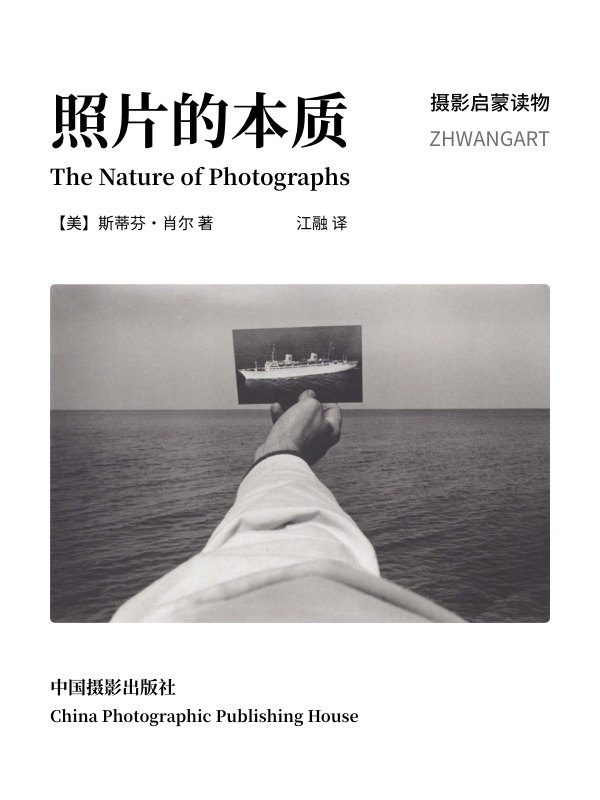 照片的本质
The Nature of Photographs
【美】斯蒂芬·肖尔 著 江融 译
摄影启蒙读物
ZHWANGART
中国摄影出版社
China Photographic Publishing House